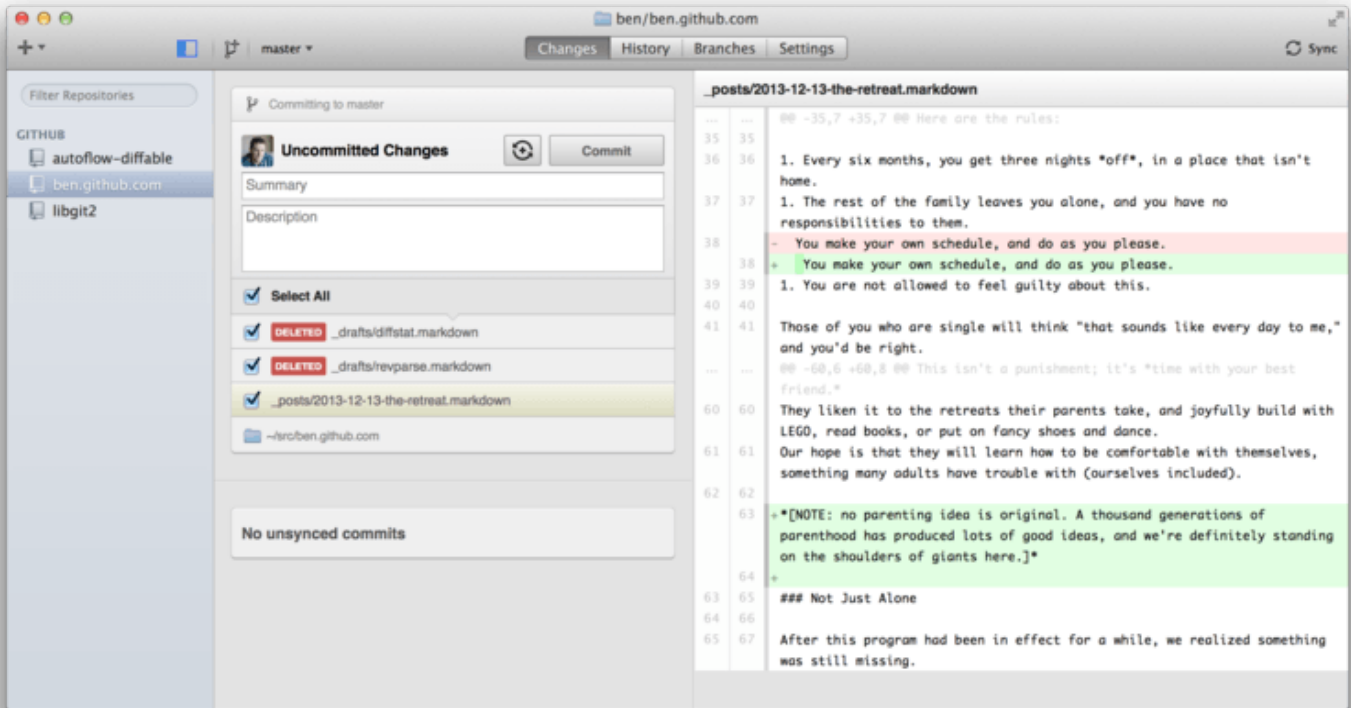 ben/ben.github.com
master
Changes
History
Branches
Settings
Sync
Filter Repositories
GITHUB
autoflow-diffable
ben.github.com
libgit2
Committing to master
Uncommitted Changes
Commit
Summary
Description
Select All
DELETED _drafts/diffstat.markdown
DELETED _drafts/revparse.markdown
_posts/2013-12-13-the-retreat.markdown
~/src/ben.github.com
No unsynced commits
_posts/2013-12-13-the-retreat.markdown
... ... @@ -35,7 +35,7 @@ Here are the rules:
35 35
36 36 1. Every six months, you get three nights *off*, in a place that isn't
home.
37 37 1. The rest of the family leaves you alone, and you have no
responsibilities to them.
38 - You make your own schedule, and do as you please.
38 + You make your own schedule, and do as you please.
39 39 1. You are not allowed to feel guilty about this.
40 40
41 41 Those of you who are single will think "that sounds like every day to me,"
and you'd be right.
... ... @@ -60,6 +60,8 @@ This isn't a punishment; it's *time with your best
friend.*
60 60 They liken it to the retreats their parents take, and joyfully build with
LEGO, read books, or put on fancy shoes and dance.
61 61 Our hope is that they will learn how to be comfortable with themselves,
something many adults have trouble with (ourselves included).
62 62
63 +*[NOTE: no parenting idea is original. A thousand generations of
parenthood has produced lots of good ideas, and we're definitely standing
on the shoulders of giants here.]*
64 +
63 65 ### Not Just Alone
64 66
65 67 After this program had been in effect for a while, we realized something
was still missing.